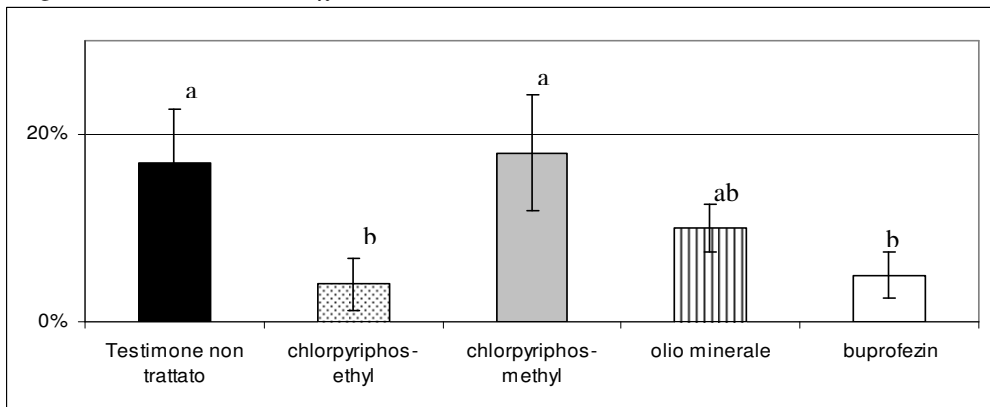 a
a
20%
ab
b
b
0%
Testimone non
trattato
chlorpyriphos-
ethyl
chlorpyriphos-
methyl
olio minerale
buprofezin